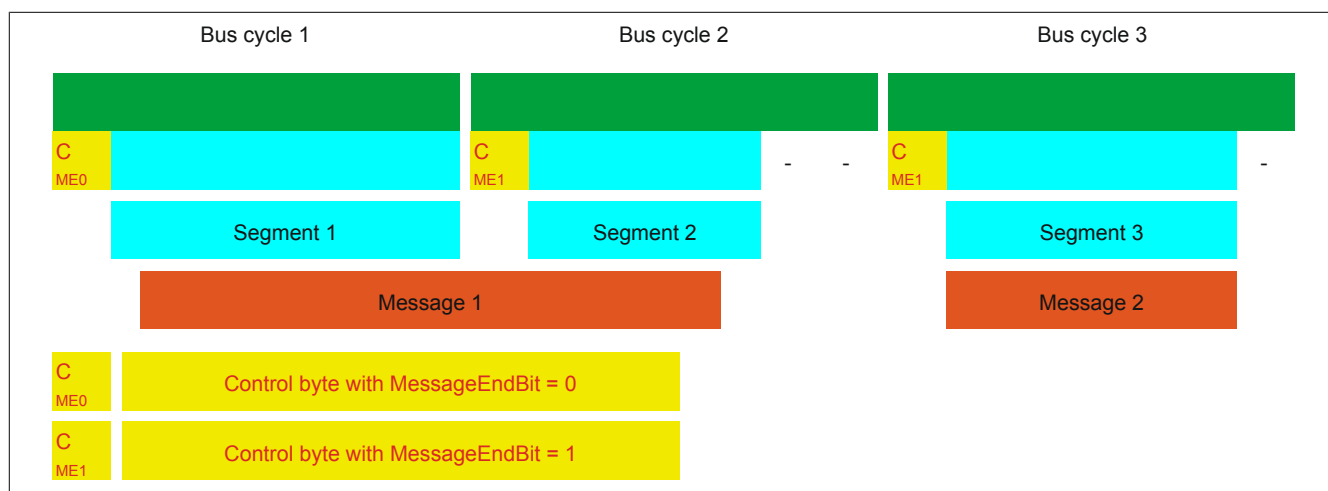 Bus cycle 1 Bus cycle 2 Bus cycle 3
C C - - C -
ME0 ME1 ME1
Segment 1 Segment 2 Segment 3
Message 1 Message 2
C
ME0 Control byte with MessageEndBit = 0
C
ME1 Control byte with MessageEndBit = 1